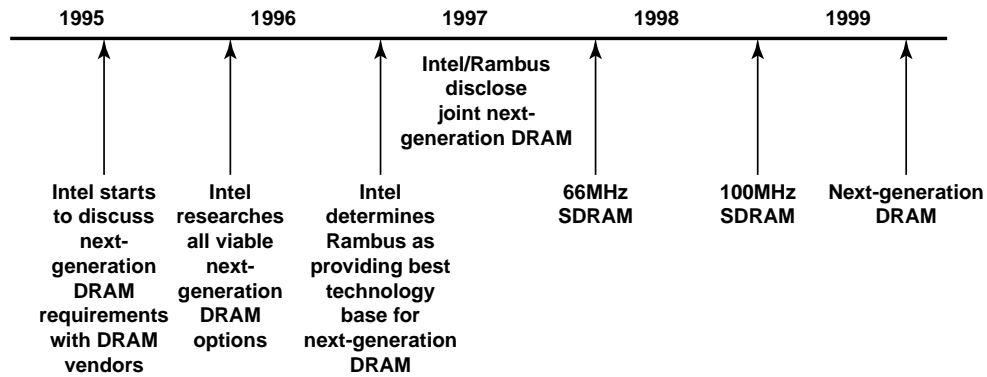 1995
1996
1997
1998
1999
Intel/Rambus
disclose
joint next-
generation DRAM
Intel starts
to discuss
next-
generation
DRAM
requirements
with DRAM
vendors
Intel
researches
all viable
next-
generation
DRAM
options
Intel
determines
Rambus as
providing best
technology
base for
next-generation
DRAM
66MHz
SDRAM
100MHz
SDRAM
Next-generation
DRAM